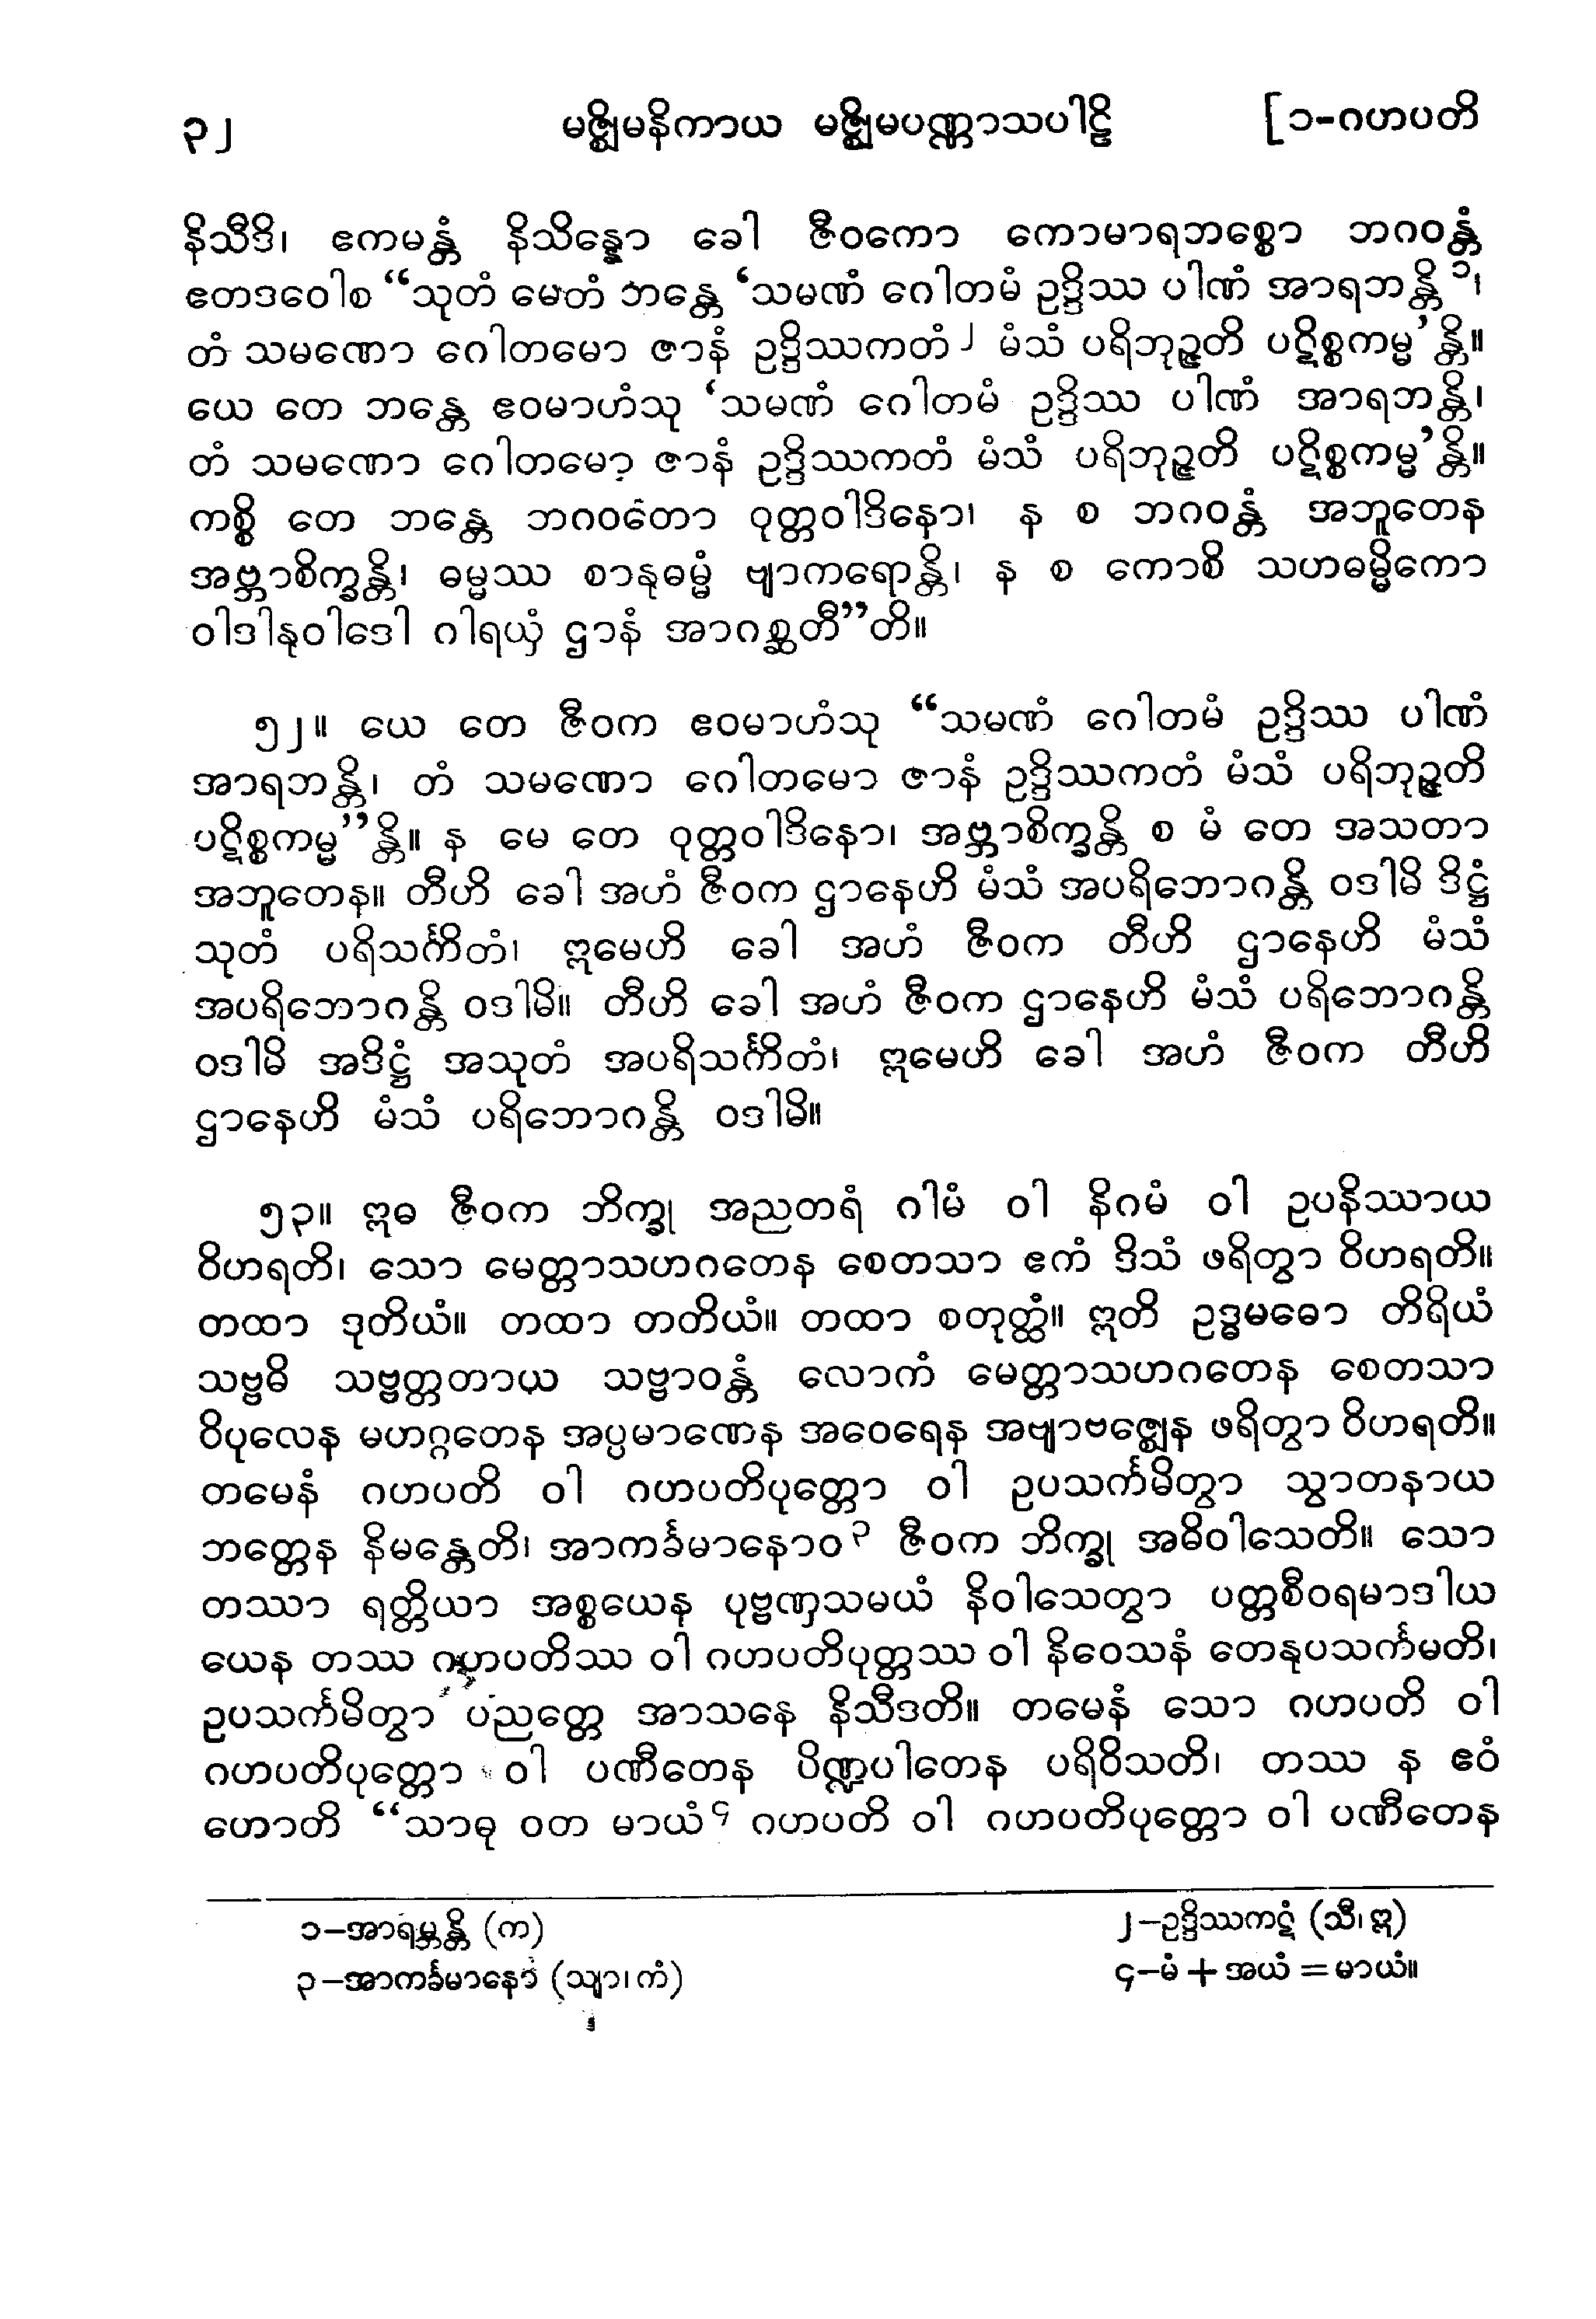 ၃၂ မဇ္ဈိမနိကာယ မဇ္ဈိမပဏ္ဏာသပါဠိ [၁-ဂဟပတိ
နိသီဒိ၊ ဧကမန္တံ နိသိန္နော ခေါ ဇီဝကော ကောမာရဘစ္စော ဘဂဝန္တံ
ဧတဒဝေါစ “သုတံ မေတံ ဘန္တေ ‘သမဏံ ဂေါတမံ ဥဒ္ဒိဿ ပါဏံ အာရဘန္တိ ၁၊
တံ သမဏော ဂေါတမော ဇာနံ ဥဒ္ဒိဿကတံ ၂ မံသံ ပရိဘုဉ္ဇတိ ပဋိစ္စကမ္မ’န္တိ။
ယေ တေ ဘန္တေ ဧဝမာဟံသု ‘သမဏံ ဂေါတမံ ဥဒ္ဒိဿ ပါဏံ အာရဘန္တိ၊
တံ သမဏော ဂေါတမော ဇာနံ ဥဒ္ဒိဿကတံ မံသံ ပရိဘုဉ္ဇတိ ပဋိစ္စကမ္မ’န္တိ။
ကစ္စိ တေ ဘန္တေ ဘဂဝတော ဝုတ္တဝါဒိနော၊ န စ ဘဂဝန္တံ အဘူတေန
အဗ္ဘာစိက္ခန္တိ၊ ဓမ္မဿ စာနုဓမ္မံ ဗျာကရောန္တိ၊ န စ ကောစိ သဟဓမ္မိကော
ဝါဒါနုဝါဒေါ ဂါရယှံ ဌာနံ အာဂစ္ဆတီ”တိ။
၅၂။ ယေ တေ ဇီဝက ဧဝမာဟံသု “သမဏံ ဂေါတမံ ဥဒ္ဒိဿ ပါဏံ
အာရဘန္တိ၊ တံ သမဏော ဂေါတမော ဇာနံ ဥဒ္ဒိဿကတံ မံသံ ပရိဘုဉ္ဇတိ
ပဋိစ္စကမ္မ”န္တိ။ န မေ တေ ဝုတ္တဝါဒိနော၊ အဗ္ဘာစိက္ခန္တိ စ မံ တေ အသတာ
အဘူတေန။ တီဟိ ခေါ အဟံ ဇီဝက ဌာနေဟိ မံသံ အပရိဘောဂန္တိ ဝဒါမိ ဒိဋ္ဌံ
သုတံ ပရိသင်္ကိတံ၊ ဣမေဟိ ခေါ အဟံ ဇီဝက တီဟိ ဌာနေဟိ မံသံ
အပရိဘောဂန္တိ ဝဒါမိ။ တီဟိ ခေါ အဟံ ဇီဝက ဌာနေဟိ မံသံ ပရိဘောဂန္တိ
ဝဒါမိ အဒိဋ္ဌံ အသုတံ အပရိသင်္ကိတံ၊ ဣမေဟိ ခေါ အဟံ ဇီဝက တီဟိ
ဌာနေဟိ မံသံ ပရိဘောဂန္တိ ဝဒါမိ။
၅၃။ ဣဓ ဇီဝက ဘိက္ခု အညတရံ ဂါမံ ဝါ နိဂမံ ဝါ ဥပနိဿာယ
ဝိဟရတိ၊ သော မေတ္တာသဟဂတေန စေတသာ ဧကံ ဒိသံ ဖရိတွာ ဝိဟရတိ။
တထာ ဒုတိယံ။ တထာ တတိယံ။ တထာ စတုတ္ထံ။ ဣတိ ဥဒ္ဓမဓော တိရိယံ
သဗ္ဗဓိ သဗ္ဗတ္တတာယ သဗ္ဗာဝန္တံ လောကံ မေတ္တာသဟဂတေန စေတသာ
ဝိပုလေန မဟဂ္ဂတေန အပ္ပမာဏေန အဝေရေန အဗျာဗဇ္ဈေန ဖရိတွာ ဝိဟရတိ။
တမေနံ ဂဟပတိ ဝါ ဂဟပတိပုတ္တော ဝါ ဥပသင်္ကမိတွာ သွာတနာယ
ဘတ္တေန နိမန္တေတိ၊ အာကင်္ခမာနောဝ ၃ ဇီဝက ဘိက္ခု အဓိဝါသေတိ။ သော
တဿာ ရတ္တိယာ အစ္စယေန ပုဗ္ဗဏှသမယံ နိဝါသေတွာ ပတ္တစီဝရမာဒါယ
ယေန တဿ ဂဟပတိဿ ဝါ ဂဟပတိပုတ္တဿ ဝါ နိဝေသနံ တေနုပသင်္ကမတိ၊
ဥပသင်္ကမိတွာ ပညတ္တေ အာသနေ နိသီဒတိ။ တမေနံ သော ဂဟပတိ ဝါ
ဂဟပတိပုတ္တော ဝါ ပဏီတေန ပိဏ္ဍပါတေန ပရိဝိသတိ၊ တဿ န ဧဝံ
ဟောတိ “သာဓု ဝတ မာယံ ၄ ဂဟပတိ ဝါ ဂဟပတိပုတ္တော ဝါ ပဏီတေန
၁–အာရမ္ဘန္တိ (က) ၂–ဥဒ္ဒိဿကဋံ (သီ၊ ဣ)
၃–အာကင်္ခမာနော (သျာ၊ ကံ) ၄–မံ + အယံ = မာယံ။